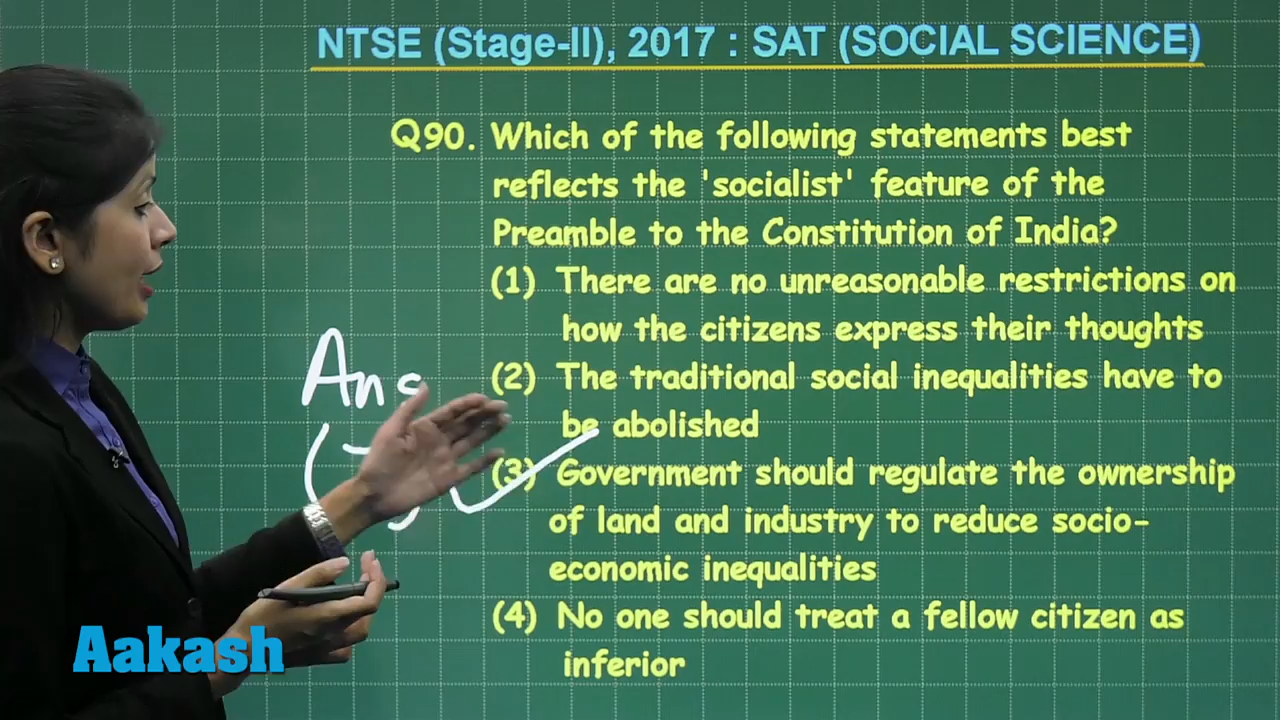 NTSE (Stage-II), 2017 : SAT (SOCIAL SCIENCE)
Q90. Which of the following statements best
reflects the 'socialist' feature of the
Preamble to the Constitution of India?
(1) There are no unreasonable restrictions on
how the citizens express their thoughts
(2) The traditional social inequalities have to
be abolished
(3) Government should regulate the ownership
of land and industry to reduce socio-
economic inequalities
(4) No one should treat a fellow citizen as
inferior
Ans
Aakash